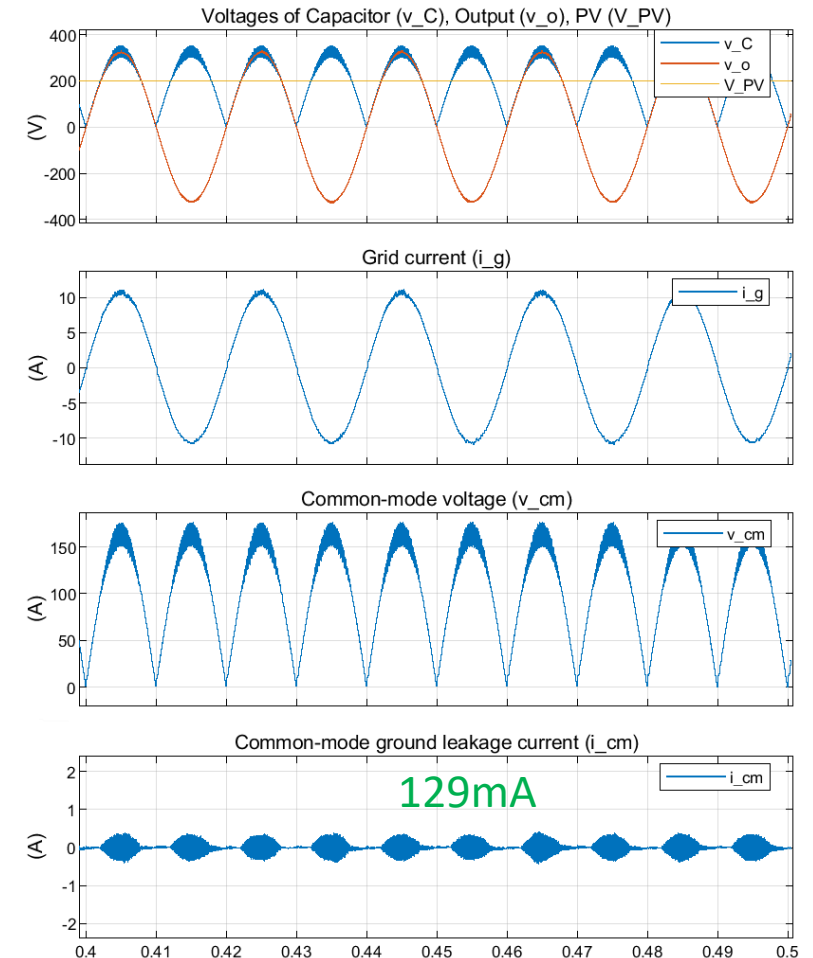 Voltages of Capacitor (v_C), Output (v_o), PV (V_PV)
400
200
0
-200
-400
(V)
v_C
v_o
V_PV
Grid current (i_g)
10
5
0
-5
-10
(A)
i_g
Common-mode voltage (v_cm)
150
100
50
0
(A)
v_cm
Common-mode ground leakage current (i_cm)
2
1
0
-1
-2
(A)
129mA
i_cm
0.4 0.41 0.42 0.43 0.44 0.45 0.46 0.47 0.48 0.49 0.5